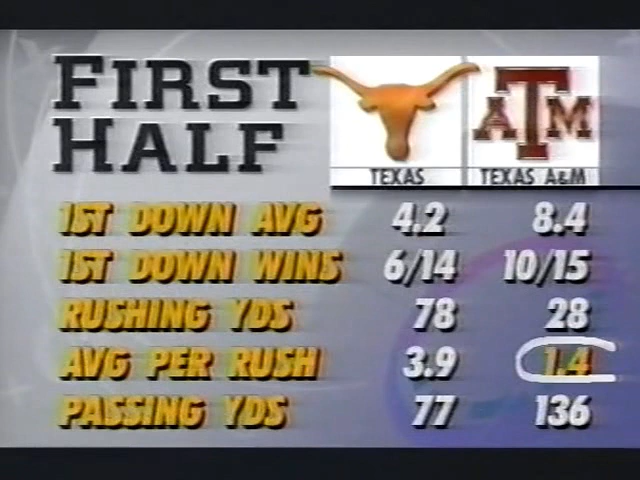 FIRST
HALF
ATM
TEXAS TEXAS A&M
1ST DOWN AVG 4.2 8.4
1ST DOWN WINS 6/14 10/15
RUSHING YDS 78 28
AVG PER RUSH 3.9 1.4
PASSING YDS 77 136